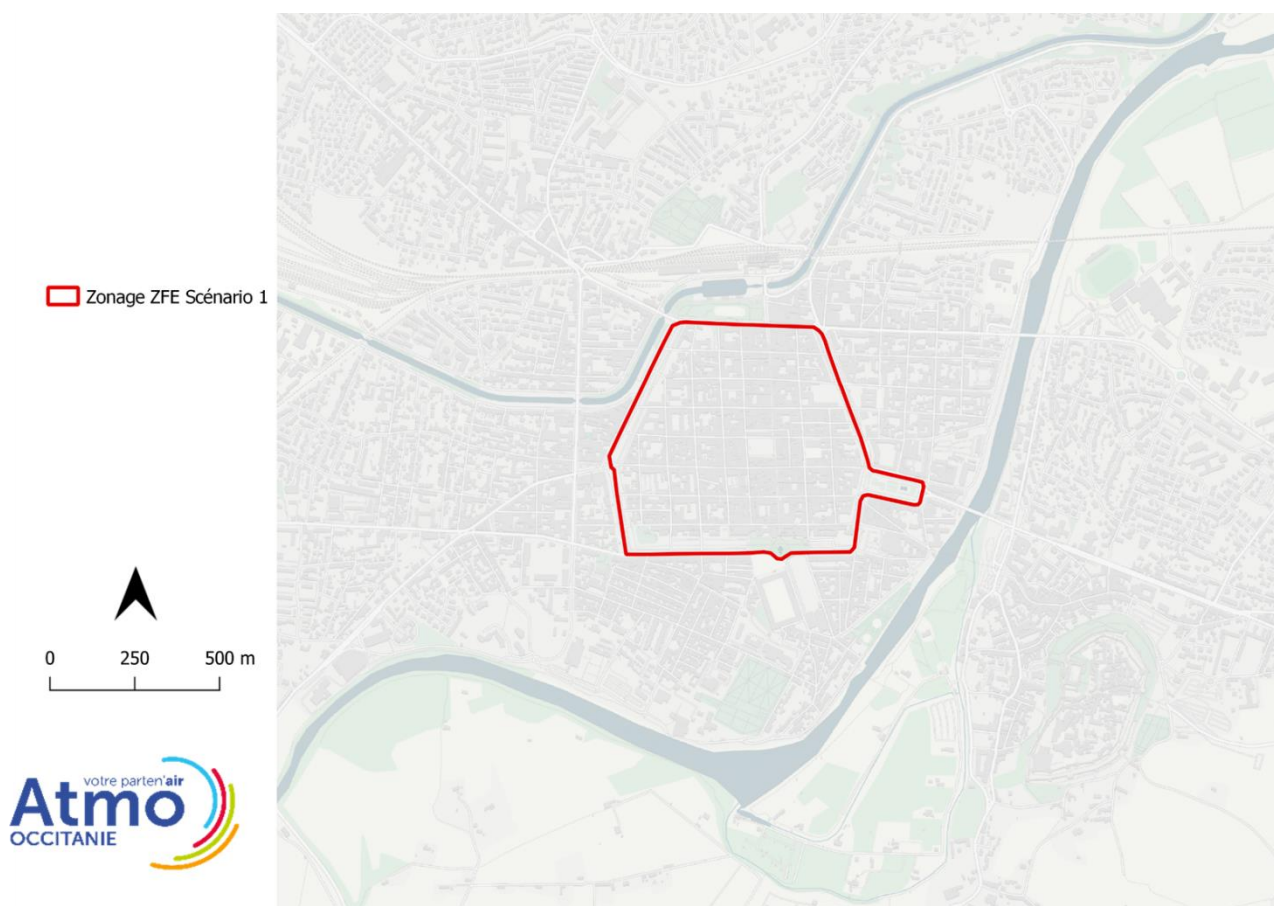 Zonage ZFE Scénario 1
0 250 500 m
votre parten'air
Atmo
OCCITANIE